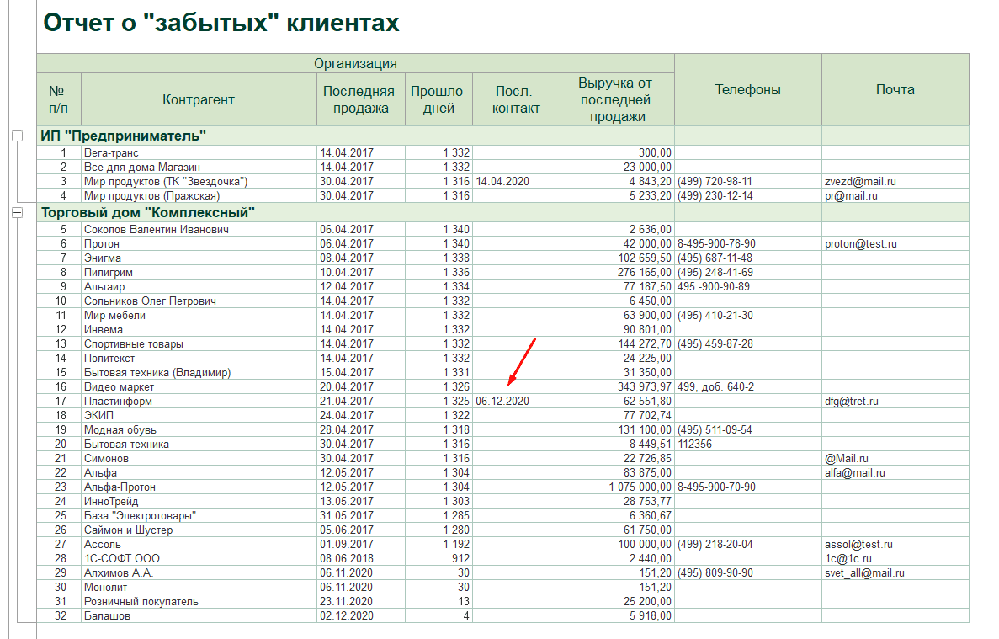 Отчет о "забытых" клиентах
Организация
№ п/п Контрагент Последняя продажа Прошло дней Посл. контакт Выручка от последней продажи Телефоны Почта
ИП "Предприниматель"
1 Вега-транс 14.04.2017 1 332 300,00
2 Все для дома Магазин 14.04.2017 1 332 23 000,00
3 Мир продуктов (ТК "Звездочка") 30.04.2017 1 316 14.04.2020 4 843,20 (499) 720-98-11 zvezd@mail.ru
4 Мир продуктов (Пражская) 30.04.2017 1 316 5 233,20 (499) 230-12-14 pr@mail.ru
Торговый дом "Комплексный"
5 Соколов Валентин Иванович 06.04.2017 1 340 2 636,00
6 Протон 06.04.2017 1 340 42 000,00 8-495-900-78-90 proton@test.ru
7 Энигма 08.04.2017 1 338 102 659,50 (495) 687-11-48
8 Пилигрим 10.04.2017 1 336 276 165,00 (495) 248-41-69
9 Альтаир 12.04.2017 1 334 77 187,50 495 -900-90-89
10 Сольников Олег Петрович 14.04.2017 1 332 6 450,00
11 Мир мебели 14.04.2017 1 332 63 900,00 (495) 410-21-30
12 Инвема 14.04.2017 1 332 90 801,00
13 Спортивные товары 14.04.2017 1 332 144 272,70 (495) 459-87-28
14 Политекст 14.04.2017 1 332 24 225,00
15 Бытовая техника (Владимир) 15.04.2017 1 331 31 350,00
16 Видео маркет 20.04.2017 1 326 343 973,97 499, доб. 640-2
17 Пластинформ 21.04.2017 1 325 06.12.2020 62 551,80 dfg@tret.ru
18 ЭКИП 24.04.2017 1 322 77 702,74
19 Модная обувь 28.04.2017 1 318 131 100,00 (495) 511-09-54
20 Бытовая техника 30.04.2017 1 316 8 449,51 112356
21 Симонов 30.04.2017 1 316 22 726,85 @Mail.ru
22 Альфа 12.05.2017 1 304 83 875,00 alfa@mail.ru
23 Альфа-Протон 12.05.2017 1 304 1 075 000,00 8-495-900-70-90
24 ИнноТрейд 13.05.2017 1 303 28 753,77
25 База "Электротовары" 31.05.2017 1 285 6 360,67
26 Саймон и Шустер 05.06.2017 1 280 61 750,00
27 Ассоль 01.09.2017 1 192 100 000,00 (499) 218-20-04 assol@test.ru
28 1С-СОФТ ООО 08.06.2018 912 2 440,00 1c@1c.ru
29 Алхимов А.А. 06.11.2020 30 151,20 (495) 809-90-90 svet_all@mail.ru
30 Монолит 06.11.2020 30 151,20
31 Розничный покупатель 23.11.2020 13 25 200,00
32 Балашов 02.12.2020 4 5 918,00